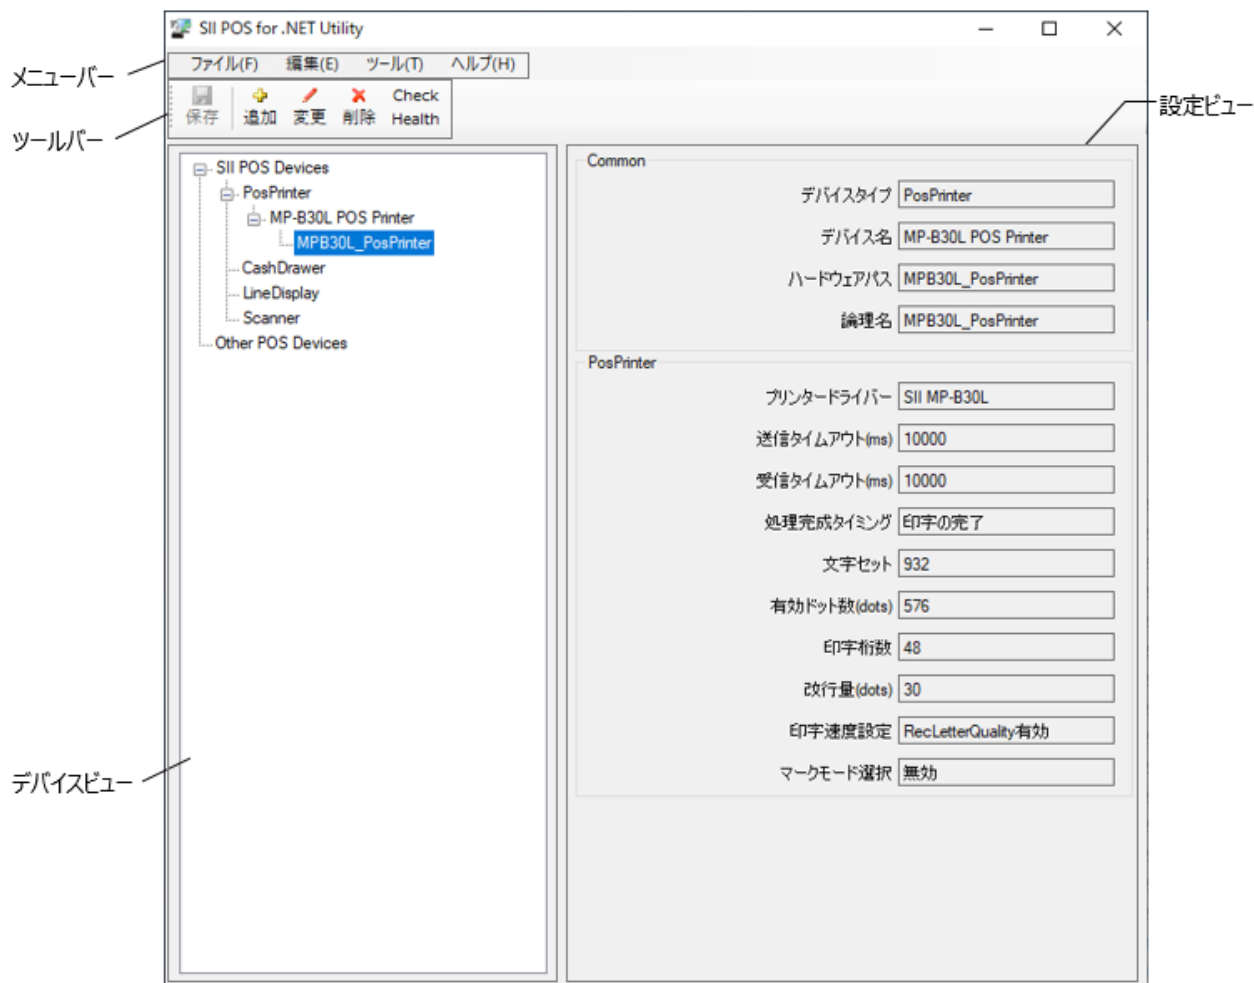 SII POS for .NET Utility
メニューバー
ファイル(F) 編集(E) ツール(T) ヘルプ(H)
ツールバー
保存 追加 変更 削除 Check Health
設定ビュー
デバイスビュー
SII POS Devices
PosPrinter
MP-B30L POS Printer
MPB30L_PosPrinter
CashDrawer
LineDisplay
Scanner
Other POS Devices
Common
デバイスタイプ PosPrinter
デバイス名 MP-B30L POS Printer
ハードウェアパス MPB30L_PosPrinter
論理名 MPB30L_PosPrinter
PosPrinter
プリンタードライバー SII MP-B30L
送信タイムアウト(ms) 10000
受信タイムアウト(ms) 10000
処理完成タイミング 印字の完了
文字セット 932
有効ドット数(dots) 576
印字桁数 48
改行量(dots) 30
印字速度設定 RecLetterQuality有効
マークモード選択 無効